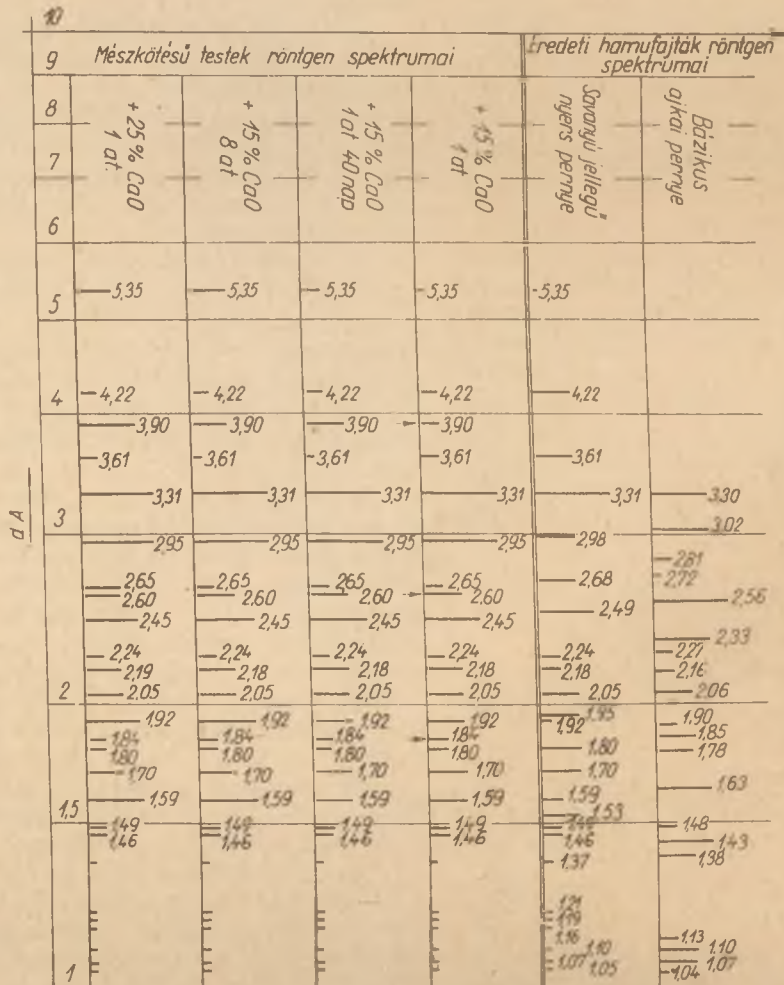 10
9 Mészkötésű testek röntgen spektrumai
Eredeti hamufajták röntgen
spektrumai
8
7
6
+ 25% CaO
1 at.
+ 15% CaO
8 at
+ 15% CaO
1 at 40 nap
+ 15% CaO
1 at
Savanyú jellegű
nyers pernye
Bázikus
ajkai pernye
5 5,35 5,35 5,35 5,35 5,35
4 4,22 4,22 4,22 4,22 4,22
3,90 3,90 3,90 3,90
3,61 3,61 3,61 3,61 3,61
d A
3 3,31 3,31 3,31 3,31 3,31 3,30
3,02
2,95 2,95 2,95 2,95 2,98
2,81
2,65 2,65 2,65 2,65 2,68 2,72
2,60 2,60 2,60 2,60 2,56
2,45 2,45 2,45 2,45 2,49
2,33
2,24 2,24 2,24 2,24 2,24 2,27
2,19 2,18 2,18 2,18 2,18 2,16
2 2,05 2,05 2,05 2,05 2,05 2,06
1,95
1,92 1,92 1,92 1,92 1,92 1,90
1,84 1,84 1,84 1,84 1,85
1,80 1,80 1,80 1,80 1,80 1,78
1,70 1,70 1,70 1,70 1,70
1,63
1,5 1,59 1,59 1,59 1,59 1,59
1,53
1,49 1,49 1,49 1,49 1,48
1,46 1,46 1,46 1,46 1,46 1,43
1,37 1,38
1,21
1,19
1,16 1,13
1,10 1,10
1,07 1,07
1 1,05 1,04